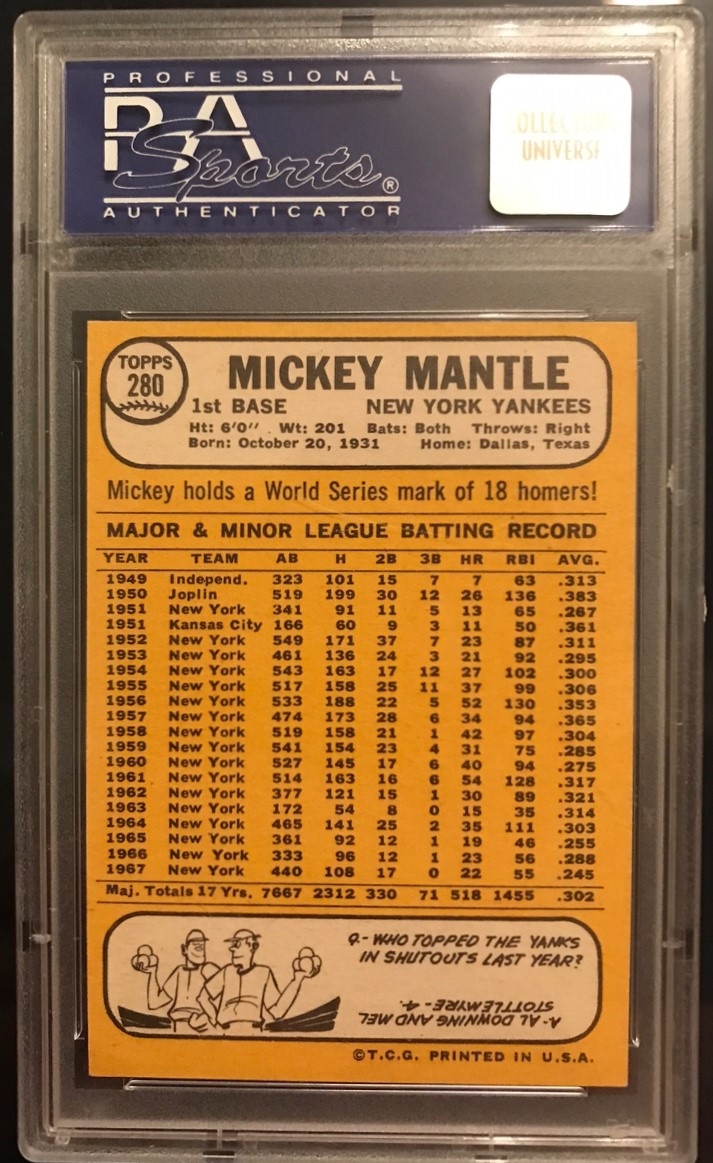 PROFESSIONAL
PSA
Sports®
AUTHENTICATOR
COLLECTORS
UNIVERSE
TOPPS
280
MICKEY MANTLE
1st BASE NEW YORK YANKEES
Ht: 6'0" Wt: 201 Bats: Both Throws: Right
Born: October 20, 1931 Home: Dallas, Texas
Mickey holds a World Series mark of 18 homers!
MAJOR & MINOR LEAGUE BATTING RECORD
YEAR TEAM AB H 2B 3B HR RBI AVG.
1949 Independ. 323 101 15 7 7 63 .313
1950 Joplin 519 199 30 12 26 136 .383
1951 New York 341 91 11 5 13 65 .267
1951 Kansas City 166 60 9 3 11 50 .361
1952 New York 549 171 37 7 23 87 .311
1953 New York 461 136 24 3 21 92 .295
1954 New York 543 163 17 12 27 102 .300
1955 New York 517 158 25 11 37 99 .306
1956 New York 533 188 22 5 52 130 .353
1957 New York 474 173 28 6 34 94 .365
1958 New York 519 158 21 1 42 97 .304
1959 New York 541 154 23 4 31 75 .285
1960 New York 527 145 17 6 40 94 .275
1961 New York 514 163 16 6 54 128 .317
1962 New York 377 121 15 1 30 89 .321
1963 New York 172 54 8 0 15 35 .314
1964 New York 465 141 25 2 35 111 .303
1965 New York 361 92 12 1 19 46 .255
1966 New York 333 96 12 1 23 56 .288
1967 New York 440 108 17 0 22 55 .245
Maj. Totals 17 Yrs. 7667 2312 330 71 518 1455 .302
Q.- WHO TOPPED THE YANKS
IN SHUTOUTS LAST YEAR?
A.- AL DOWNING AND MEL
STOTTLEMYRE - 4.
©T.C.G. PRINTED IN U.S.A.